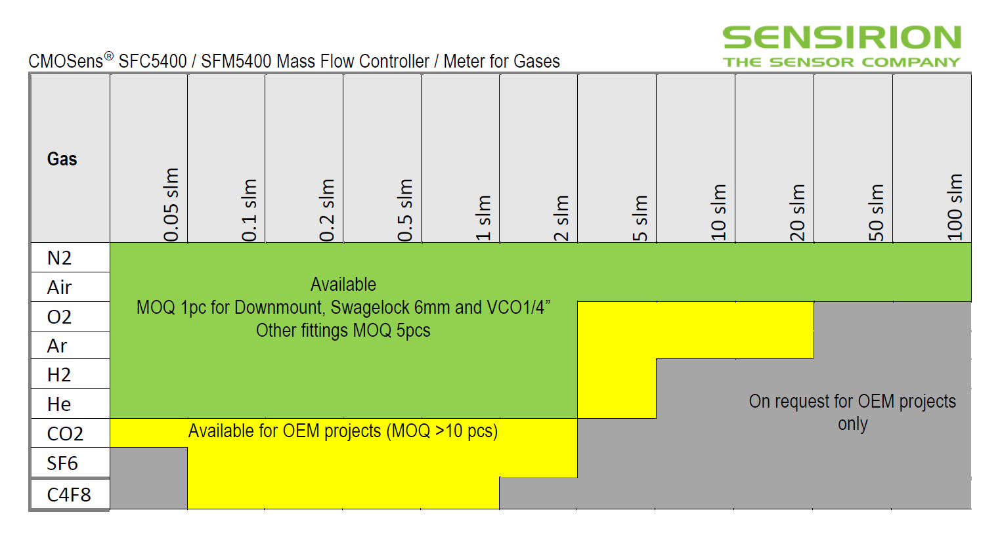 SENSIRION
THE SENSOR COMPANY
CMOSens® SFC5400 / SFM5400 Mass Flow Controller / Meter for Gases
Gas
0.05 slm
0.1 slm
0.2 slm
0.5 slm
1 slm
2 slm
5 slm
10 slm
20 slm
50 slm
100 slm
N2
Air
Available
MOQ 1pc for Downmount, Swagelock 6mm and VCO1/4”
O2
Other fittings MOQ 5pcs
Ar
H2
He
On request for OEM projects
only
CO2
Available for OEM projects (MOQ >10 pcs)
SF6
C4F8